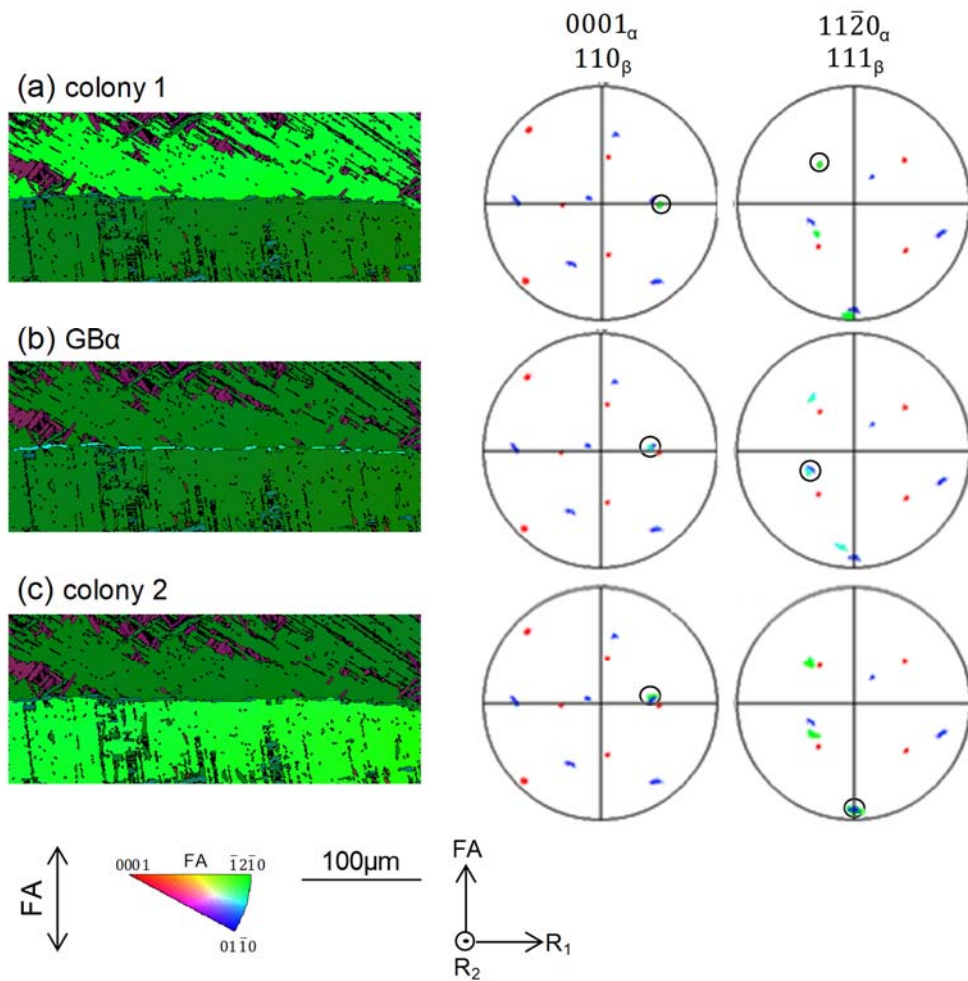 0001α 112̄0α
110β 111β
(a) colony 1
(b) GBα
(c) colony 2
FA
0001 FA 1̄21̄0
011̄0
100µm
FA
R₁
R₂